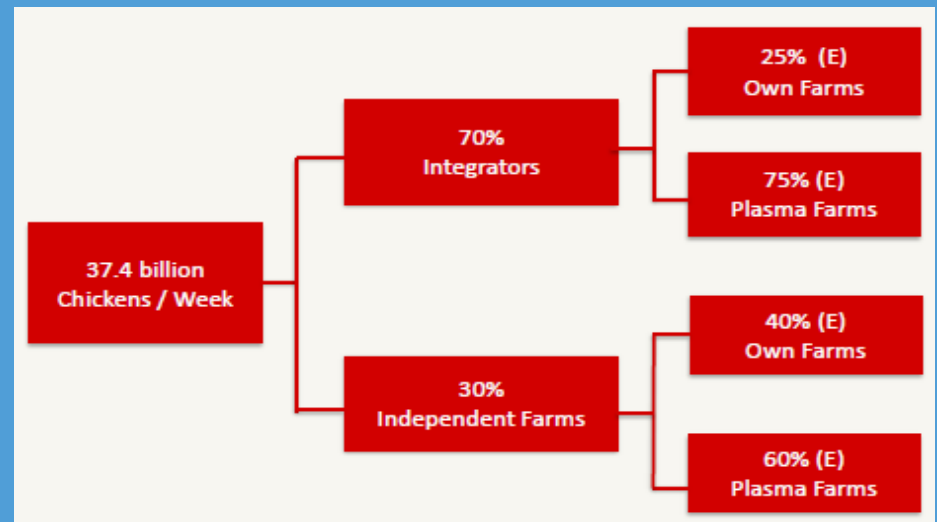 37.4 billion
Chickens / Week
70%
Integrators
25% (E)
Own Farms
75% (E)
Plasma Farms
30%
Independent Farms
40% (E)
Own Farms
60% (E)
Plasma Farms